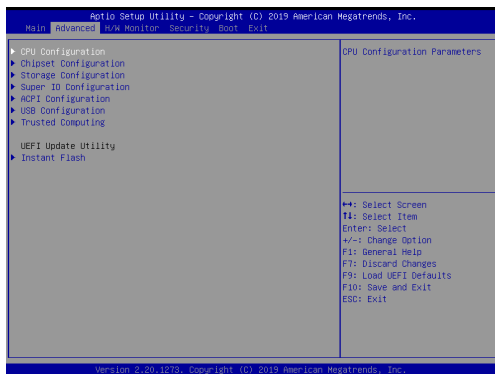 Aptio Setup Utility - Copyright (C) 2019 American Megatrends, Inc.
Main Advanced H/W Monitor Security Boot Exit
CPU Configuration
Chipset Configuration
Storage Configuration
Super IO Configuration
ACPI Configuration
USB Configuration
Trusted Computing
UEFI Update Utility
Instant Flash
CPU Configuration Parameters
↔: Select Screen
↑↓: Select Item
Enter: Select
+/-: Change Option
F1: General Help
F7: Discard Changes
F9: Load UEFI Defaults
F10: Save and Exit
ESC: Exit
Version 2.20.1273. Copyright (C) 2019 American Megatrends, Inc.